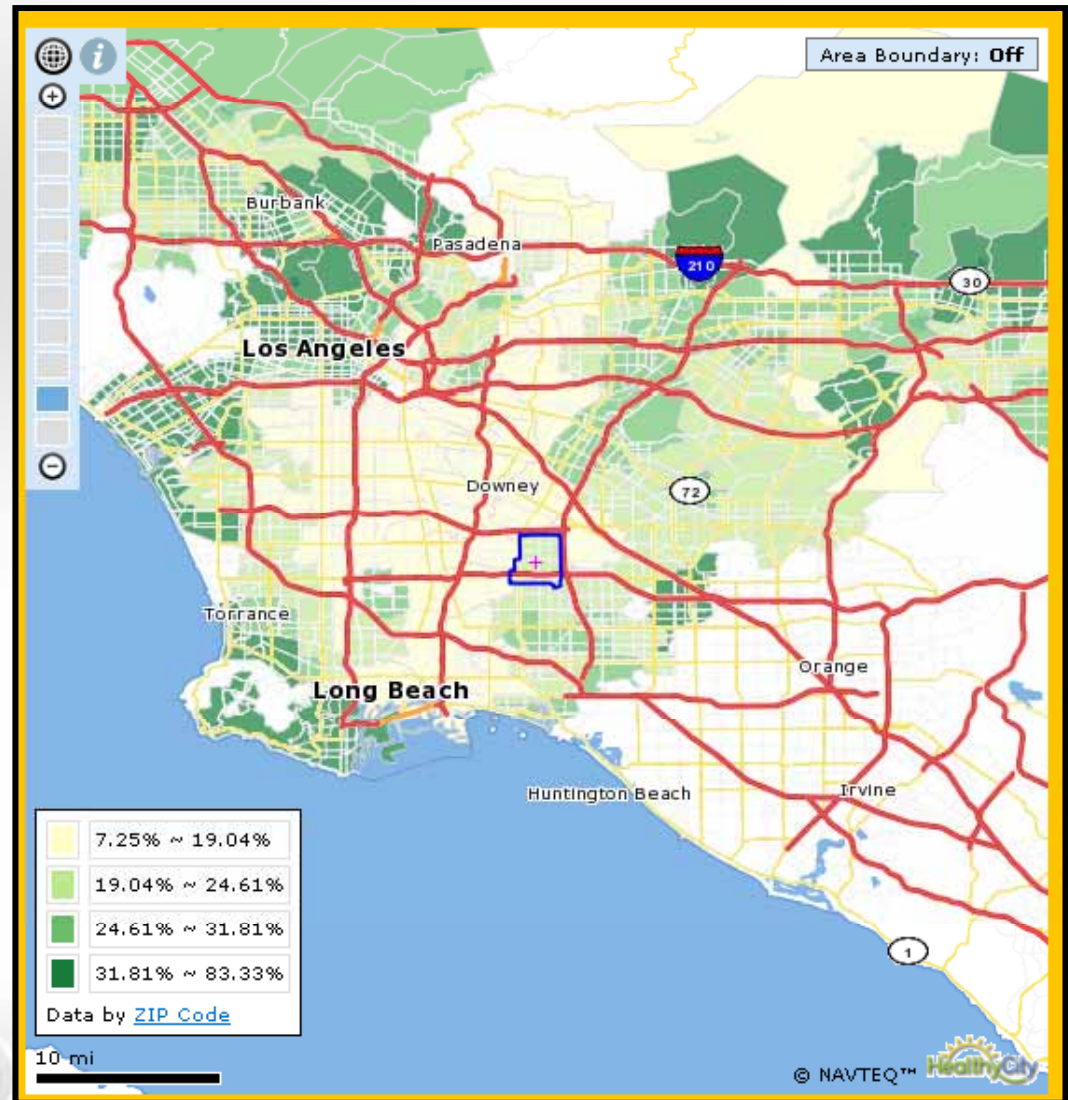 i
Area Boundary: Off
+
Burbank
Pasadena
210
30
Los Angeles
Downey
72
−
Torrance
Orange
Long Beach
Huntington Beach
Irvine
7.25% ~ 19.04%
19.04% ~ 24.61%
24.61% ~ 31.81%
31.81% ~ 83.33%
1
Data by ZIP Code
10 mi
© NAVTEQ™ HealthyCity